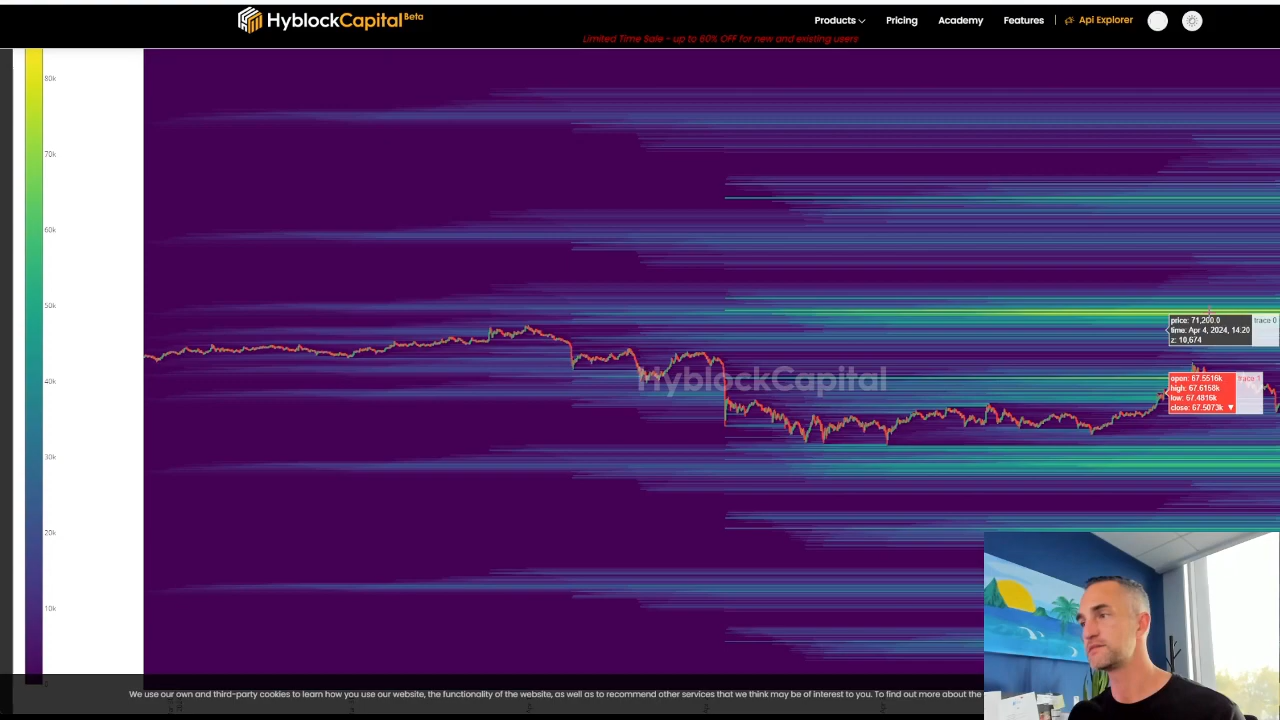 HyblockCapital Beta
Products
Pricing
Academy
Features
Api Explorer
Limited Time Sale - up to 60% OFF for new and existing users
80k
70k
60k
50k
40k
30k
20k
10k
HyblockCapital
price: 71,200.0
time: Apr 4, 2024, 14:20
z: 10,674
trace 0
open: 67.5516k
high: 67.6158k
low: 67.4816k
close: 67.5073k ▼
trace 1
We use our own and third-party cookies to learn how you use our website, the functionality of the website, as well as to recommend other services that we think may be of interest to you. To find out more about the